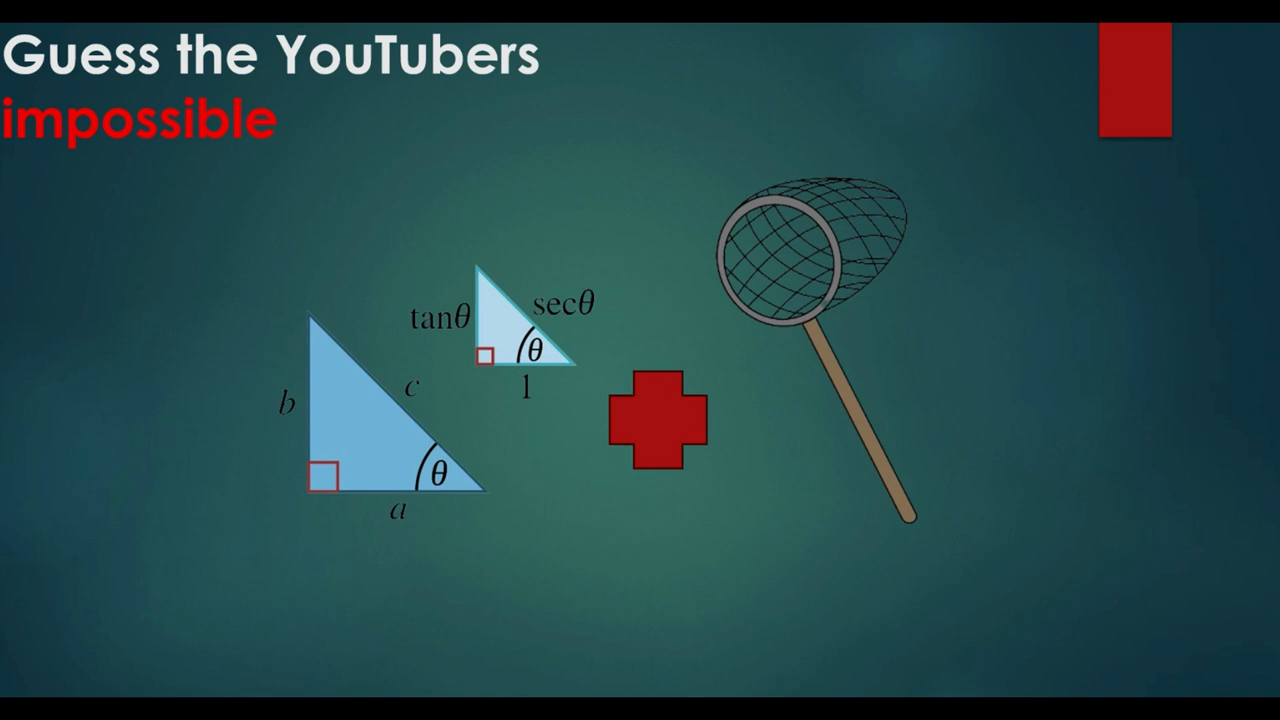 Guess the YouTubers
impossible
tanθ
secθ
θ
1
b
c
θ
a